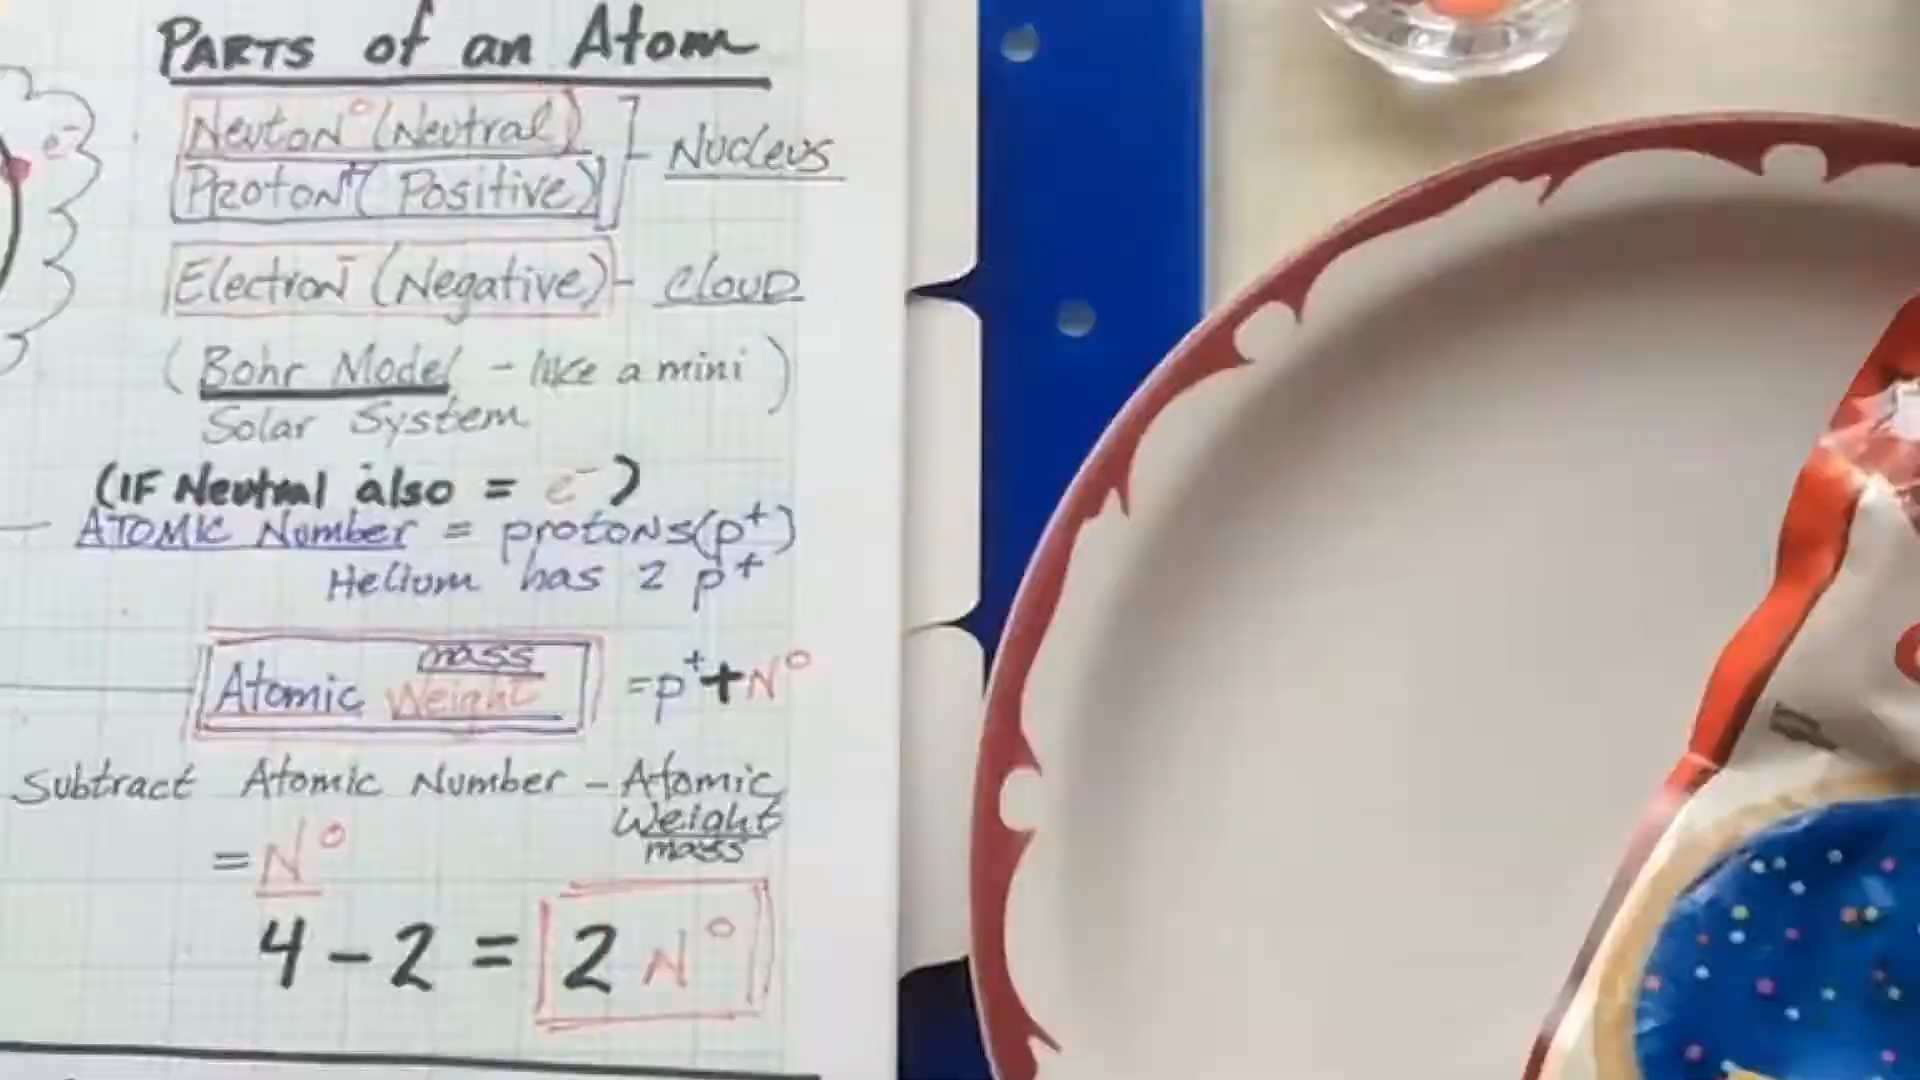 PARTS of an Atom
Neuton° (Neutral)
Proton+ (Positive)
Nucleus
Electron- (Negative) - Cloud
(Bohr Model - like a mini)
Solar System
(IF Neutral also = e-)
ATOMIC Number = protons(p+)
Helium has 2 p+
mass
Atomic Weight = p+ + N°
Subtract Atomic Number - Atomic
Weight
mass
= N°
4 - 2 = 2 N°
e-